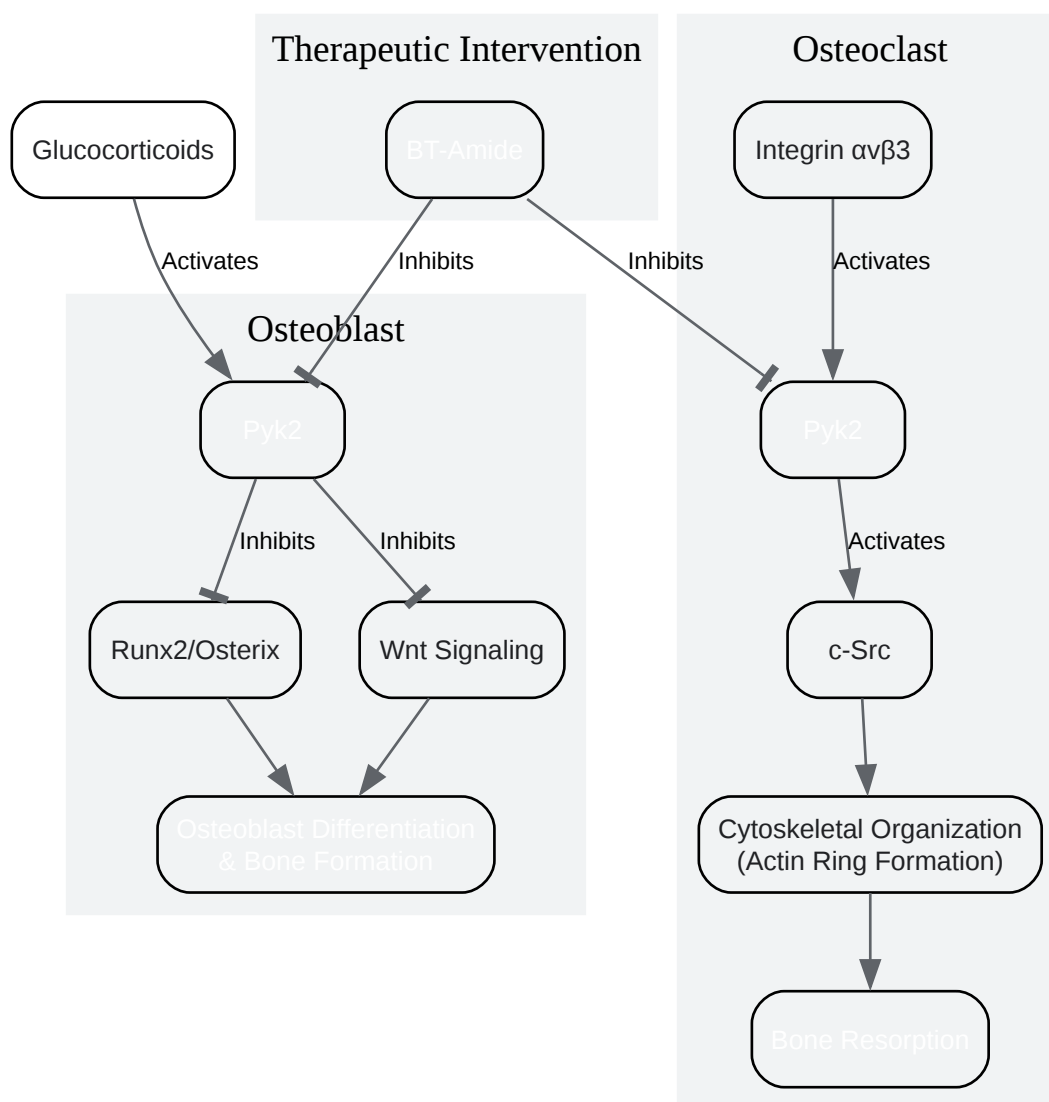 Therapeutic Intervention
Osteoclast
Glucocorticoids
BT-Amide
Integrin αvβ3
Activates
Inhibits
Inhibits
Activates
Osteoblast
Pyk2
Pyk2
Inhibits
Inhibits
Activates
Runx2/Osterix
Wnt Signaling
c-Src
Osteoblast Differentiation
& Bone Formation
Cytoskeletal Organization
(Actin Ring Formation)
Bone Resorption